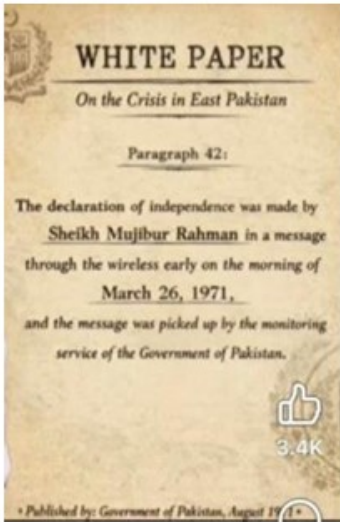 WHITE PAPER
On the Crisis in East Pakistan
Paragraph 42:
The declaration of independence was made by
Sheikh Mujibur Rahman in a message
through the wireless early on the morning of
March 26, 1971,
and the message was picked up by the monitoring
service of the Government of Pakistan.
3.4K
• Published by: Government of Pakistan, August